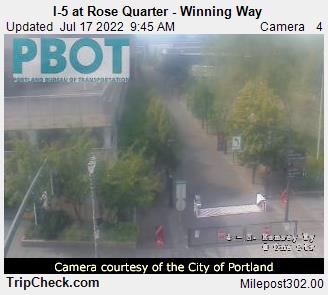 I-5 at Rose Quarter - Winning Way
Updated  Jul 17 2022  9:45 AM
Camera  4
PBOT
PORTLAND BUREAU OF TRANSPORTATION
Camera courtesy of the City of Portland
TripCheck.com
Milepost302.00